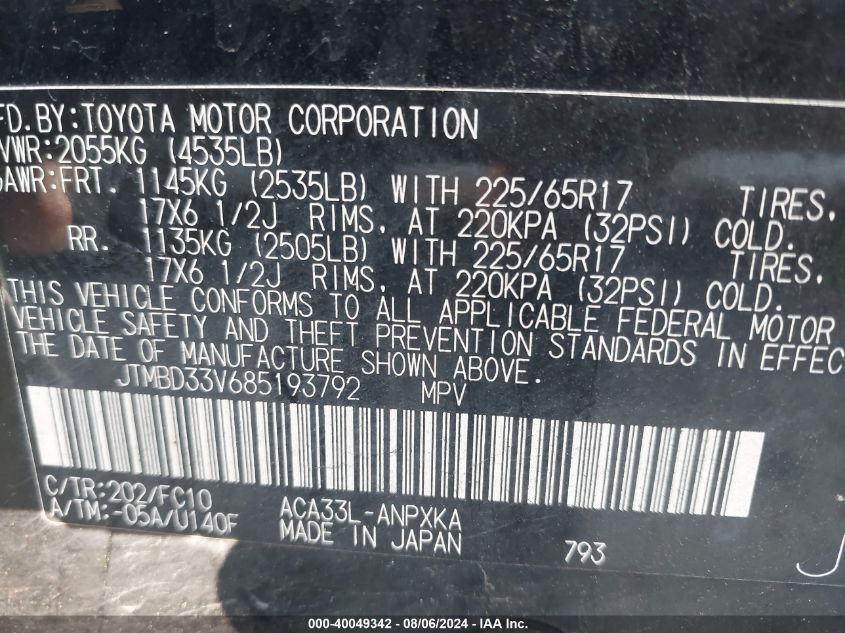 FD.BY:TOYOTA MOTOR CORPORATION
VWR:2055KG (4535LB)
GAWR:FRT. 1145KG (2535LB) WITH 225/65R17 TIRES,
17X6 1/2J RIMS, AT 220KPA (32PSI) COLD.
RR. 1135KG (2505LB) WITH 225/65R17 TIRES,
17X6 1/2J RIMS, AT 220KPA (32PSI) COLD.
THIS VEHICLE CONFORMS TO ALL APPLICABLE FEDERAL MOTOR
VEHICLE SAFETY AND THEFT PREVENTION STANDARDS IN EFFEC
THE DATE OF MANUFACTURE SHOWN ABOVE.
JTMBD33V685193792 MPV
C/TR:202/FC10
A/TM:-05A/U140F
ACA33L-ANPXKA
MADE IN JAPAN
793
J
000-40049342 - 08/06/2024 - IAA Inc.